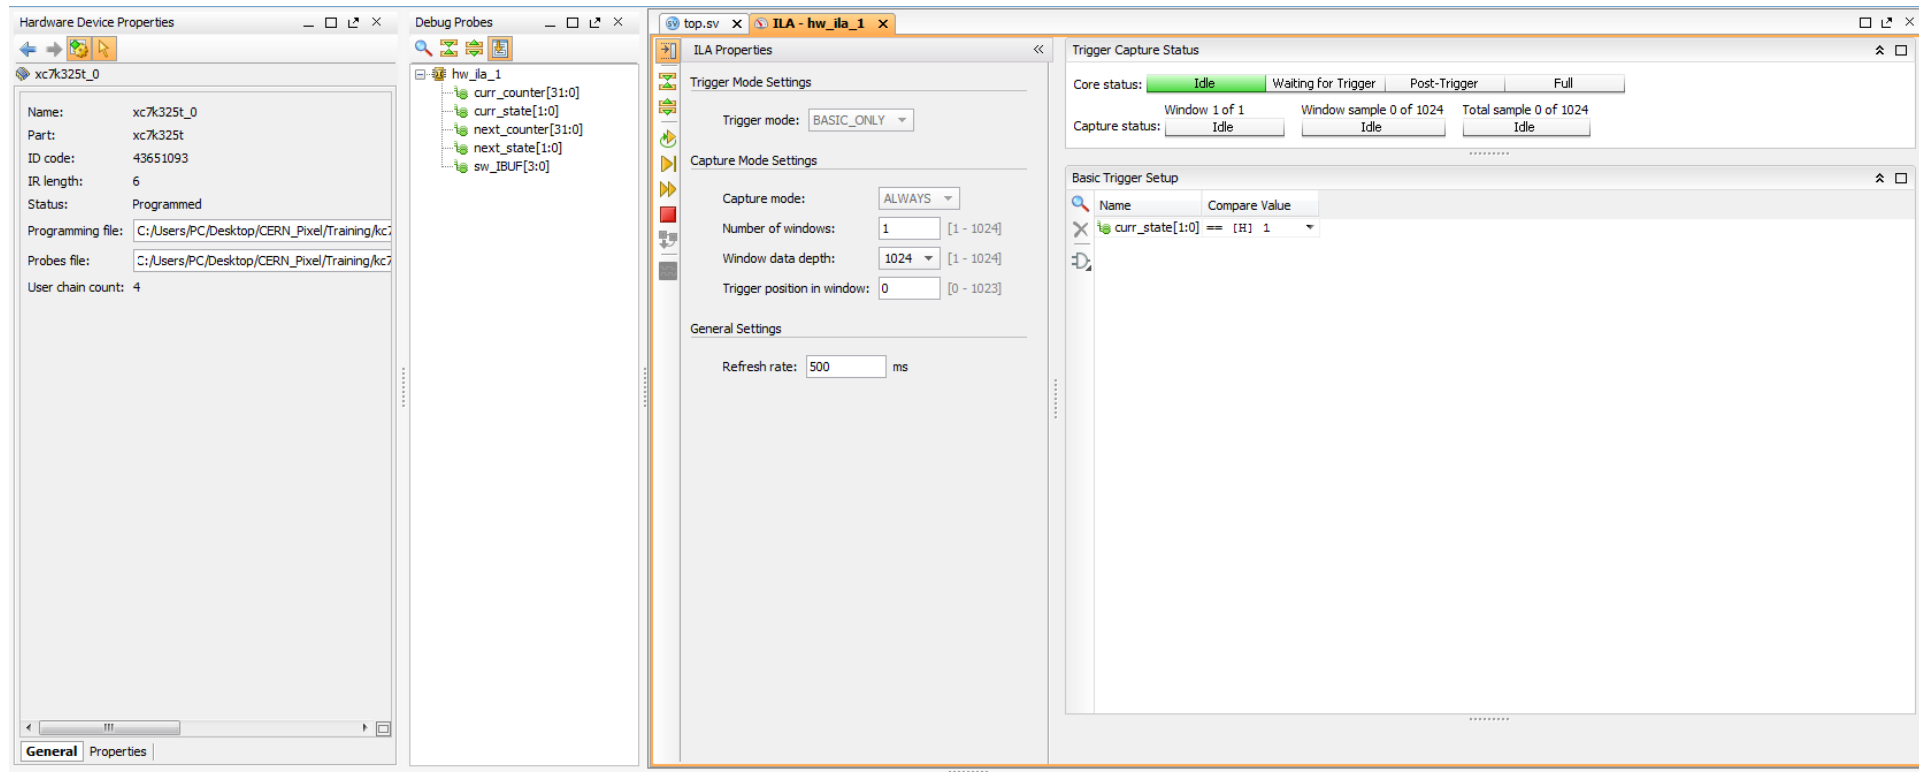 Hardware Device Properties
xc7k325t_0
Name: xc7k325t_0
Part: xc7k325t
ID code: 43651093
IR length: 6
Status: Programmed
Programming file: C:/Users/PC/Desktop/CERN_Pixel/Training/kc7
Probes file: C:/Users/PC/Desktop/CERN_Pixel/Training/kc7
User chain count: 4
General Properties
Debug Probes
hw_ila_1
curr_counter[31:0]
curr_state[1:0]
next_counter[31:0]
next_state[1:0]
sw_IBUF[3:0]
top.sv ILA - hw_ila_1
ILA Properties
Trigger Mode Settings
Trigger mode: BASIC_ONLY
Capture Mode Settings
Capture mode: ALWAYS
Number of windows: 1 [1 - 1024]
Window data depth: 1024 [1 - 1024]
Trigger position in window: 0 [0 - 1023]
General Settings
Refresh rate: 500 ms
Trigger Capture Status
Core status: Idle Waiting for Trigger Post-Trigger Full
Window 1 of 1 Window sample 0 of 1024 Total sample 0 of 1024
Capture status: Idle Idle Idle
Basic Trigger Setup
Name Compare Value
curr_state[1:0] == [H] 1